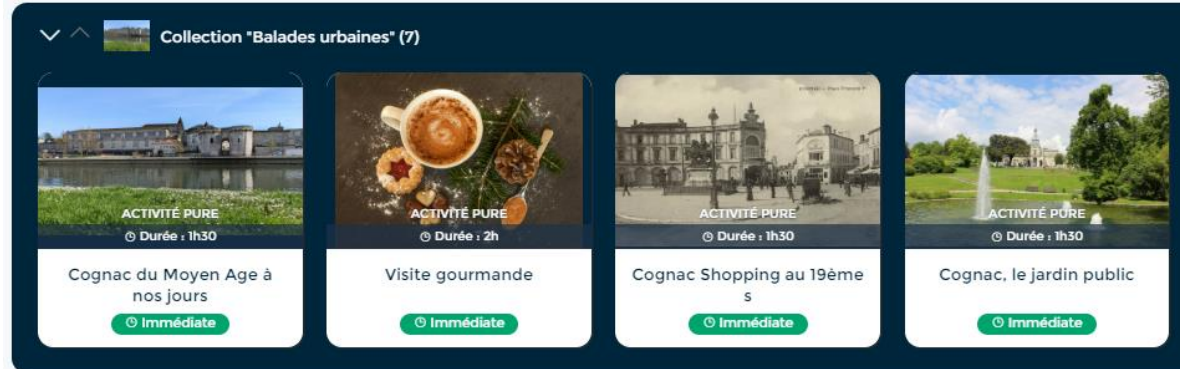 Collection "Balades urbaines" (7)
ACTIVITÉ PURE
Durée : 1h30
Cognac du Moyen Age à
nos jours
Immédiate
ACTIVITÉ PURE
Durée : 2h
Visite gourmande
Immédiate
ACTIVITÉ PURE
Durée : 1h30
Cognac Shopping au 19ème
s
Immédiate
ACTIVITÉ PURE
Durée : 1h30
Cognac, le jardin public
Immédiate